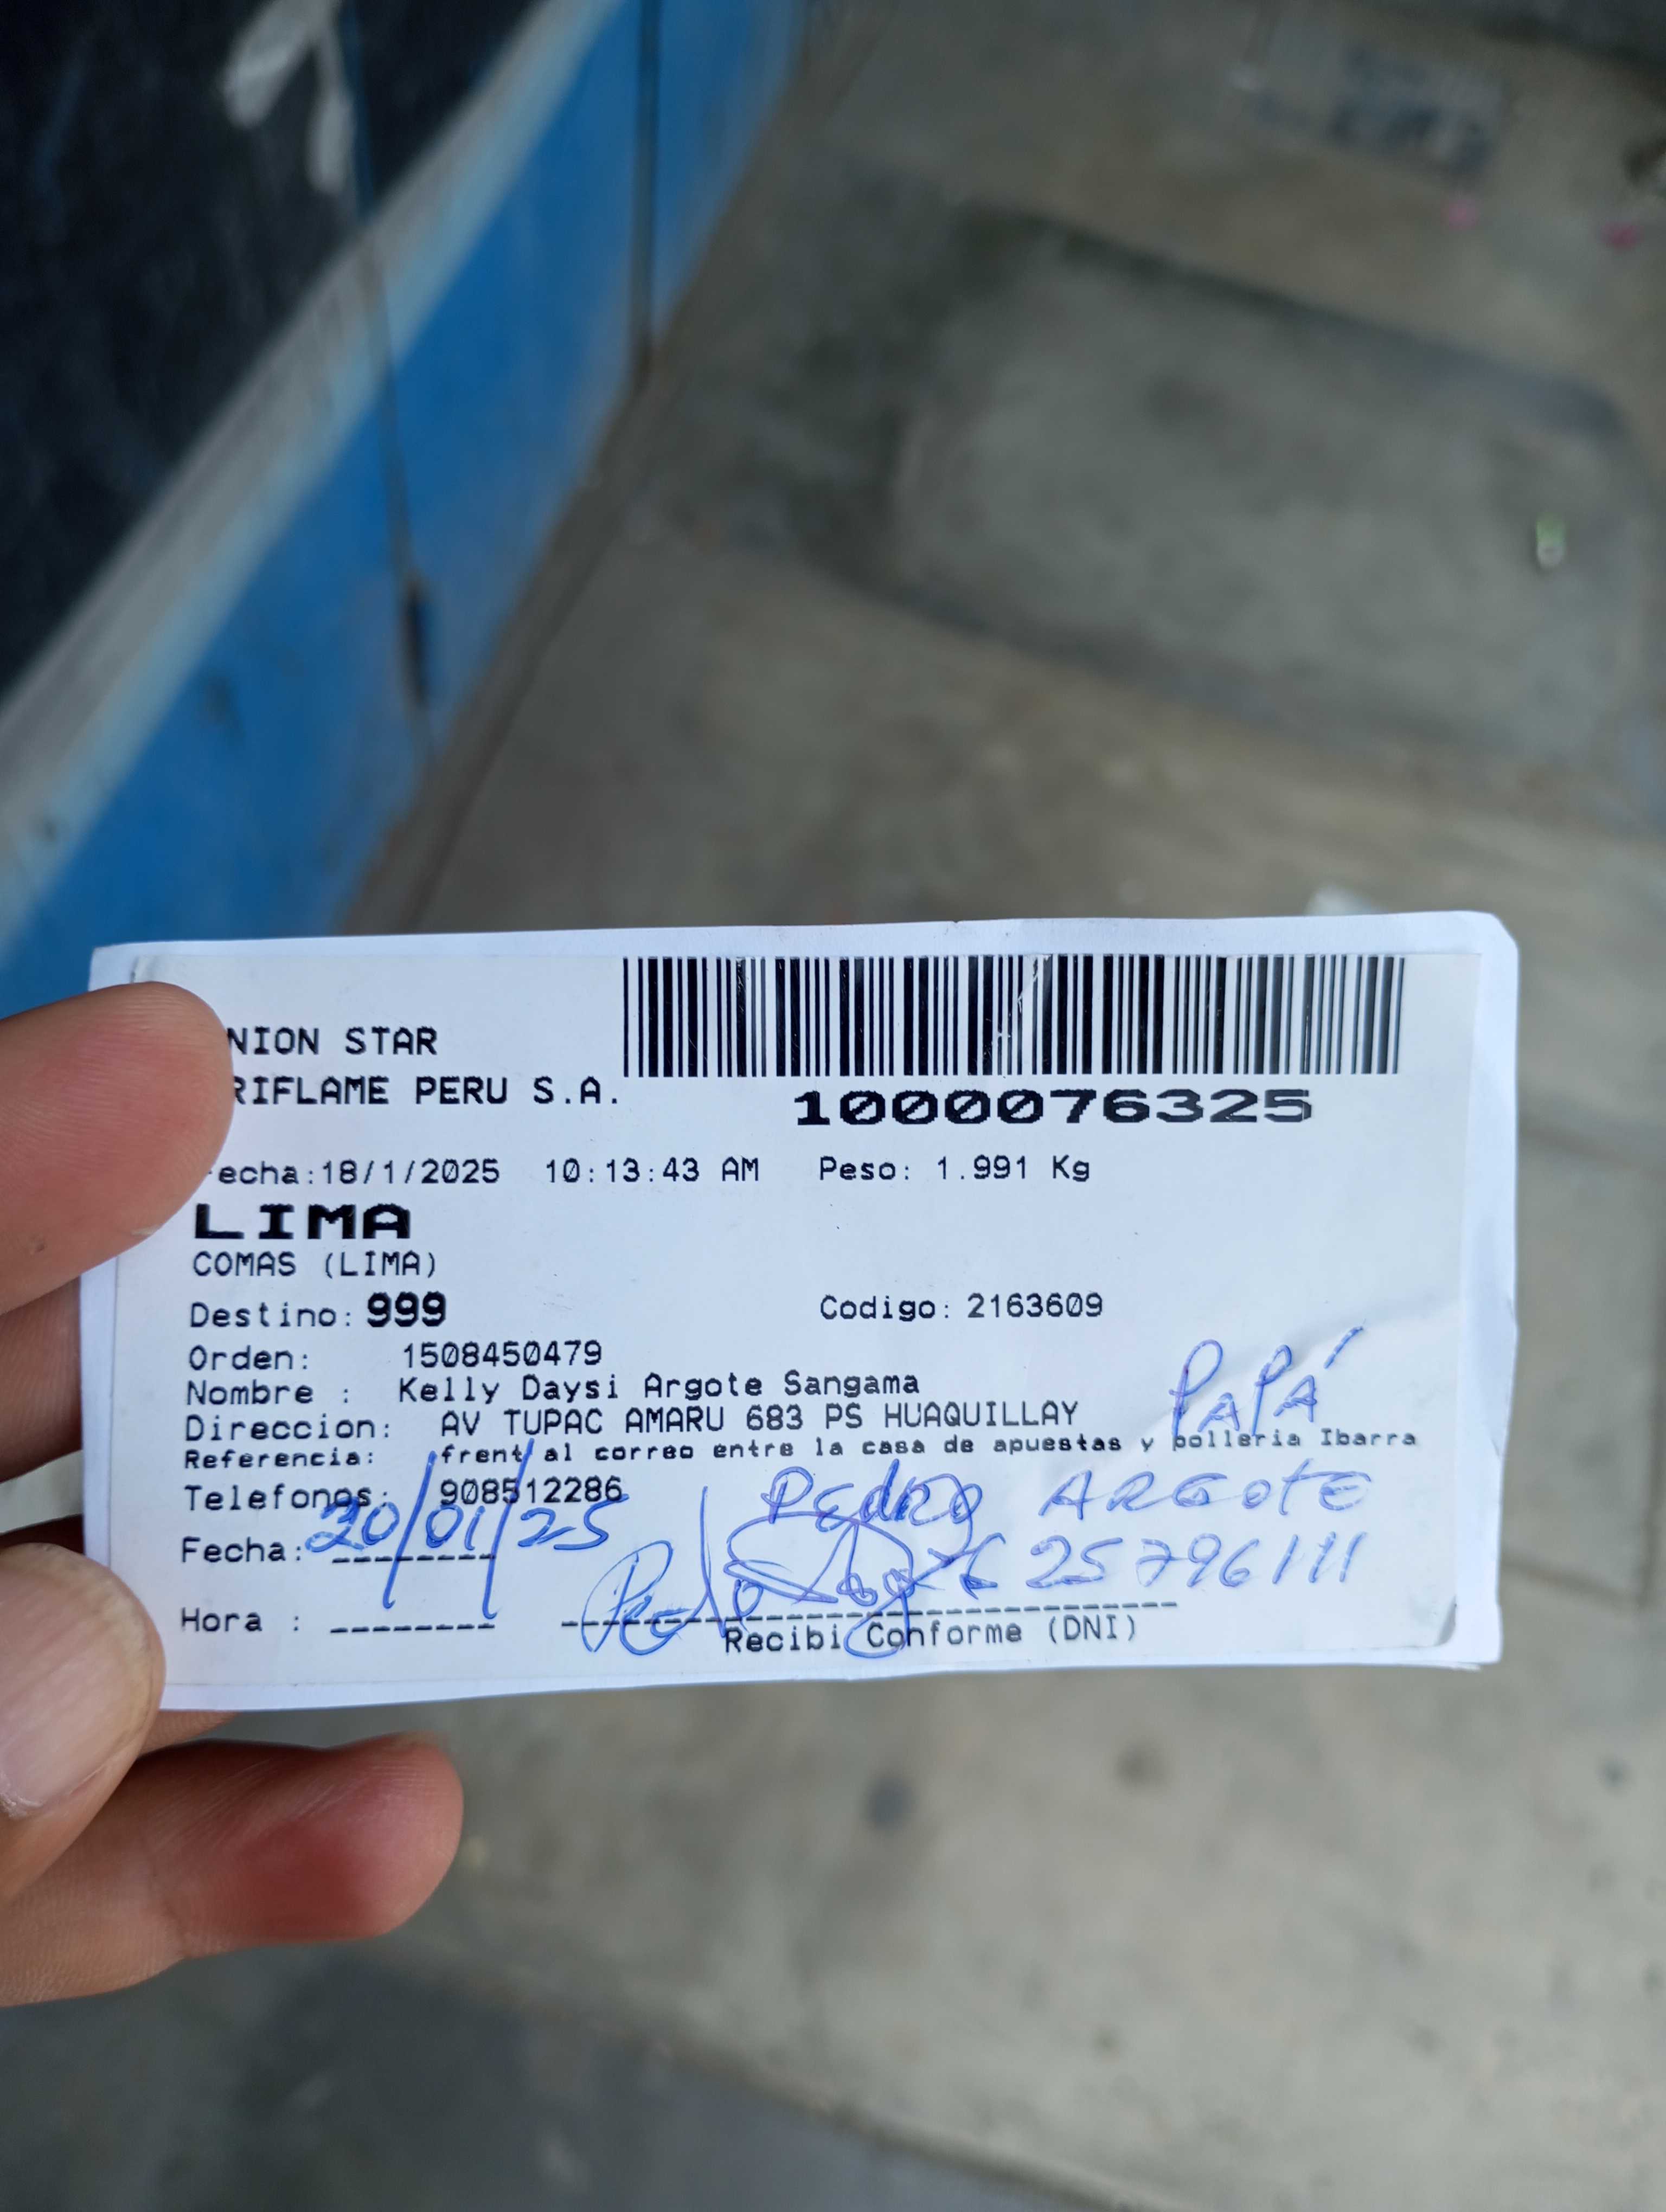 NION STAR
RIFLAME PERU S.A.
1000076325
echa:18/1/2025 10:13:43 AM Peso: 1.991 Kg
LIMA
COMAS (LIMA)
Destino: 999 Codigo: 2163609
Orden: 1508450479
Nombre : Kelly Daysi Argote Sangama
PAPÁ
Direccion: AV TUPAC AMARU 683 PS HUAQUILLAY
Referencia: frent al correo entre la casa de apuestas y polleria Ibarra
Telefonos: 908512286
Pedro ARGOTE
Fecha: 20/01/25
25796111
Hora :
Recibi Conforme (DNI)